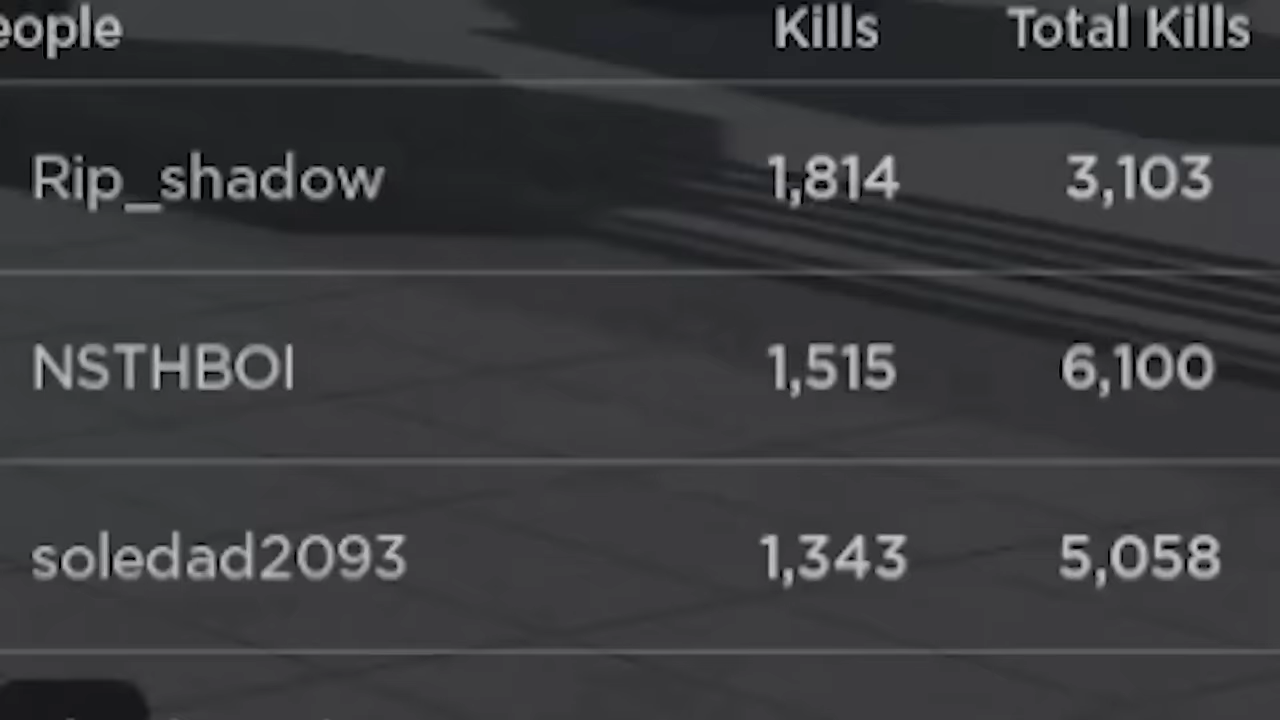 eople Kills Total Kills
Rip_shadow 1,814 3,103
NSTHBOI 1,515 6,100
soledad2093 1,343 5,058